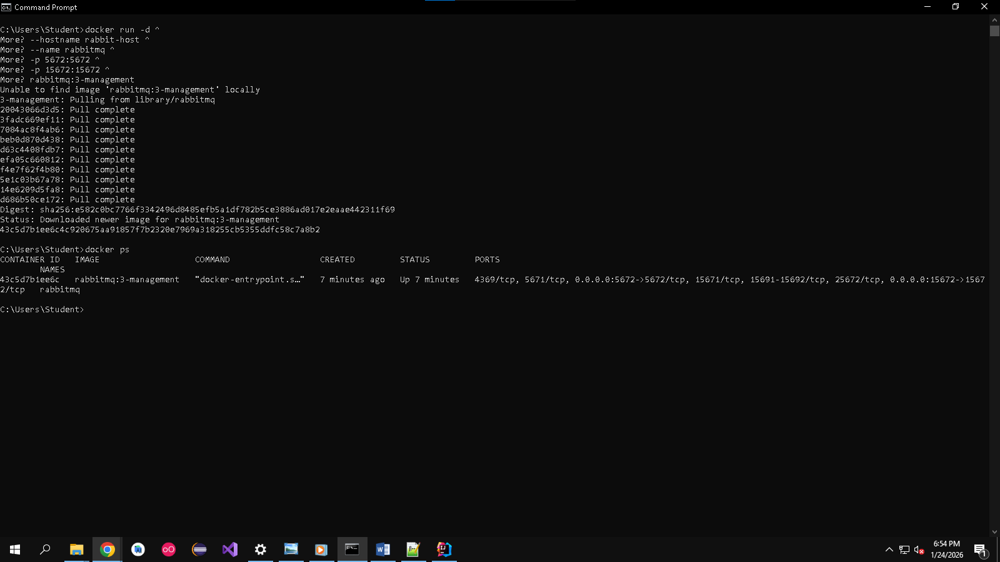 Command Prompt
C:\Users\Student>docker run -d ^
More? --hostname rabbit-host ^
More? --name rabbitmq ^
More? -p 5672:5672 ^
More? -p 15672:15672 ^
More? rabbitmq:3-management
Unable to find image 'rabbitmq:3-management' locally
3-management: Pulling from library/rabbitmq
20043066d3d5: Pull complete
3fadc669ef11: Pull complete
7084ac8f4ab6: Pull complete
beb0d870d438: Pull complete
d63c4408fdb7: Pull complete
efa05c660812: Pull complete
f4e7f62f4b80: Pull complete
5e1c03b67a78: Pull complete
14e6209d5fa8: Pull complete
d686b50ce172: Pull complete
Digest: sha256:e582c0bc7766f3342496d8485efb5a1df782b5ce3886ad017e2eaae442311f69
Status: Downloaded newer image for rabbitmq:3-management
43c5d7b1ee6c4c920675aa91857f7b2320e7969a318255cb5355ddfc58c7a8b2
C:\Users\Student>docker ps
CONTAINER ID   IMAGE                   COMMAND                  CREATED         STATUS         PORTS
        NAMES
43c5d7b1ee6c   rabbitmq:3-management   "docker-entrypoint.s…"   7 minutes ago   Up 7 minutes   4369/tcp, 5671/tcp, 0.0.0.0:5672->5672/tcp, 15671/tcp, 15691-15692/tcp, 25672/tcp, 0.0.0.0:15672->1567
2/tcp   rabbitmq
C:\Users\Student>
6:54 PM
1/24/2026
1